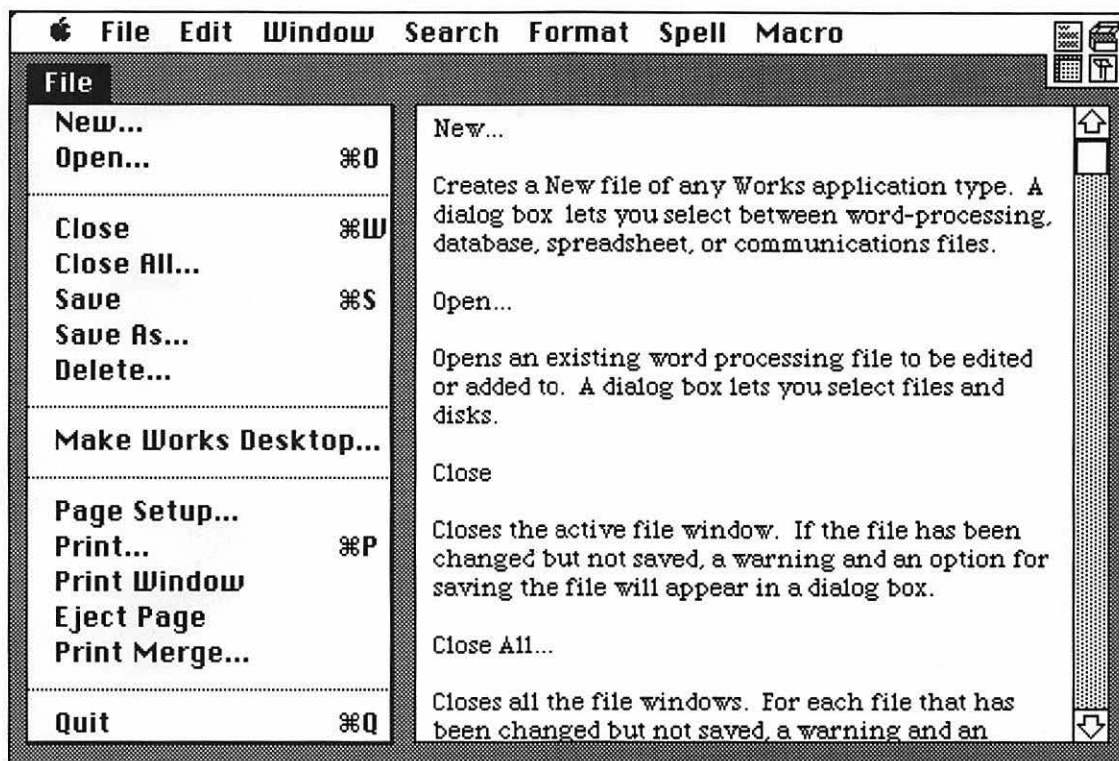 File Edit Window Search Format Spell Macro
File
New...
Open... ⌘O
Close ⌘W
Close All...
Save ⌘S
Save As...
Delete...
Make Works Desktop...
Page Setup...
Print... ⌘P
Print Window
Eject Page
Print Merge...
Quit ⌘Q
New...
Creates a New file of any Works application type. A
dialog box lets you select between word-processing,
database, spreadsheet, or communications files.
Open...
Opens an existing word processing file to be edited
or added to. A dialog box lets you select files and
disks.
Close
Closes the active file window. If the file has been
changed but not saved, a warning and an option for
saving the file will appear in a dialog box.
Close All...
Closes all the file windows. For each file that has
been changed but not saved, a warning and an